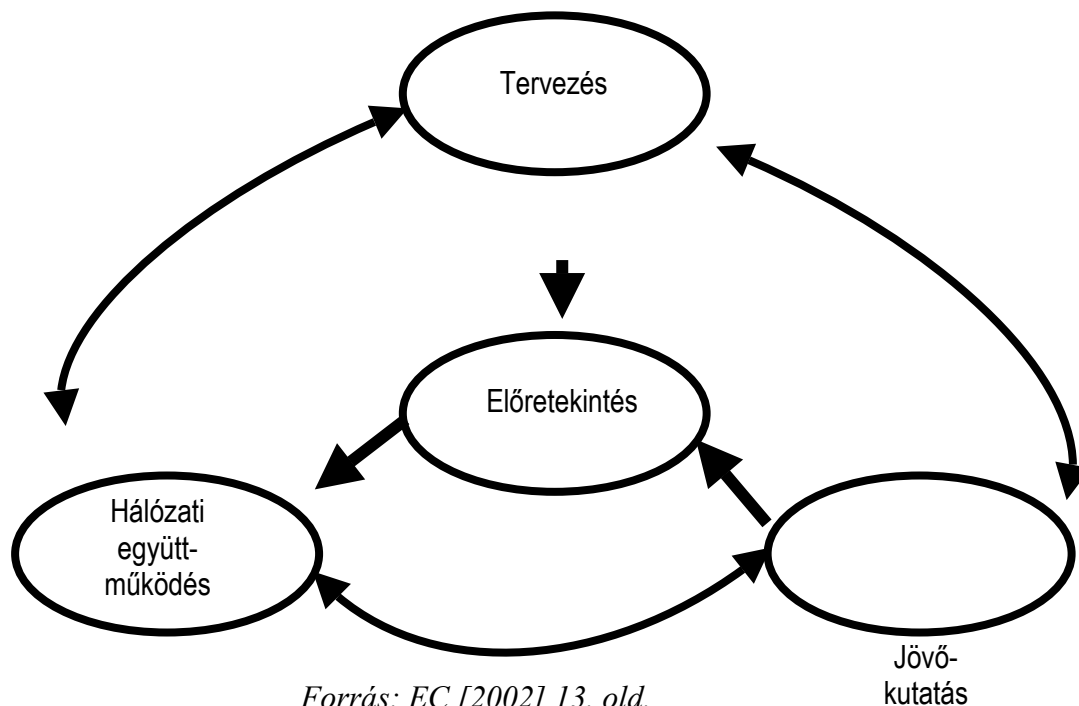 Tervezés
Előretekintés
Hálózati
együtt-
működés
Jövő-
kutatás
Forrás: EC [2002] 13. old.